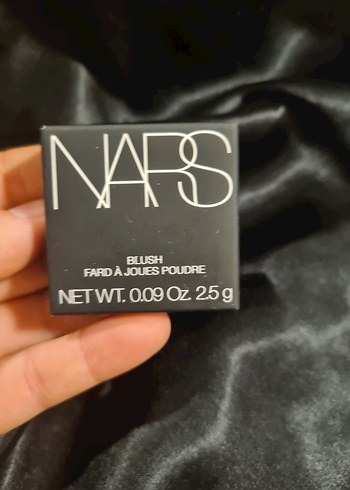 NARS
BLUSH
FARD À JOUES POUDRE
NET WT. 0.09 Oz. 2.5 g